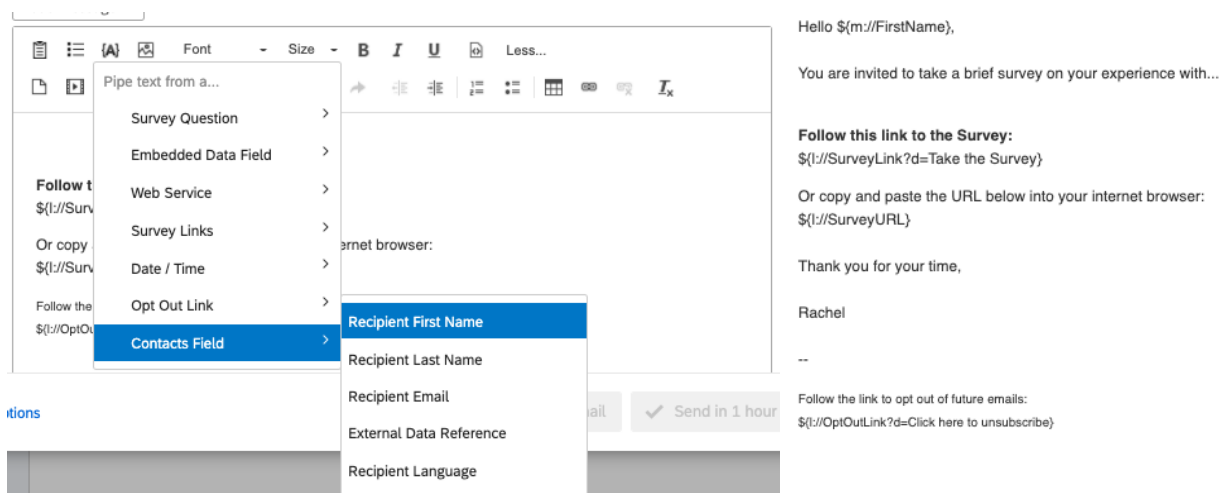 Font
Size
B
I
U
Less...
Pipe text from a...
Survey Question
Embedded Data Field
Web Service
Survey Links
Date / Time
Opt Out Link
Contacts Field
Follow t
${l://Surv
Or copy
ernet browser:
${l://Surv
Follow the
${l://OptOu
Recipient First Name
Recipient Last Name
Recipient Email
External Data Reference
Recipient Language
tions
ail
Send in 1 hour
Hello ${m://FirstName},
You are invited to take a brief survey on your experience with...
Follow this link to the Survey:
${l://SurveyLink?d=Take the Survey}
Or copy and paste the URL below into your internet browser:
${l://SurveyURL}
Thank you for your time,
Rachel
--
Follow the link to opt out of future emails:
${l://OptOutLink?d=Click here to unsubscribe}